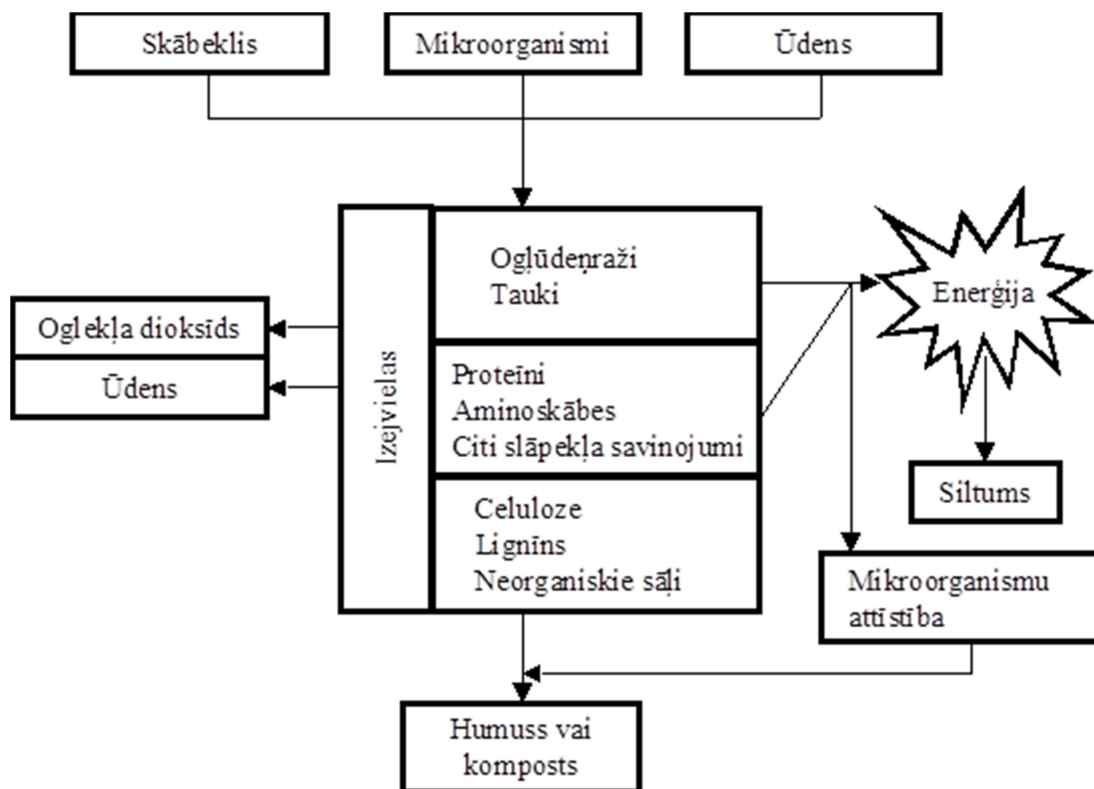 Skābeklis
Mikroorganismi
Ūdens
Izejvielas
Ogļūdeņraži
Tauki
Enerģija
Oglekļa dioksīds
Ūdens
Proteīni
Aminoskābes
Citi slāpekļa savinojumi
Siltums
Celuloze
Lignīns
Neorganiskie sāļi
Mikroorganismu
attīstība
Humuss vai
komposts